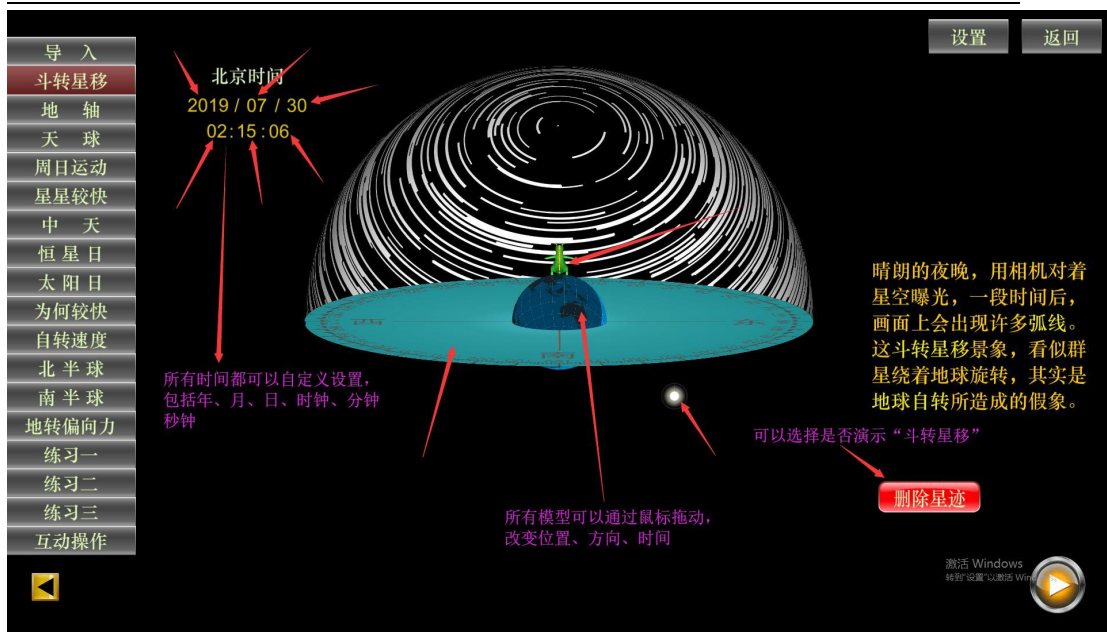 设置
返回
导 入
斗转星移
地 轴
天 球
周日运动
星星较快
中 天
恒 星 日
太 阳 日
为何较快
自转速度
北 半 球
南 半 球
地转偏向力
练习一
练习二
练习三
互动操作
北京时间
2019 / 07 / 30
02:15:06
西
东
南
晴朗的夜晚，用相机对着
星空曝光，一段时间后，
画面上会出现许多弧线。
这斗转星移景象，看似群
星绕着地球旋转，其实是
地球自转所造成的假象。
所有时间都可以自定义设置，
包括年、月、日、时钟、分钟
秒钟
可以选择是否演示“斗转星移”
删除星迹
所有模型可以通过鼠标拖动，
改变位置、方向、时间
激活 Windows
转到“设置”以激活 Win